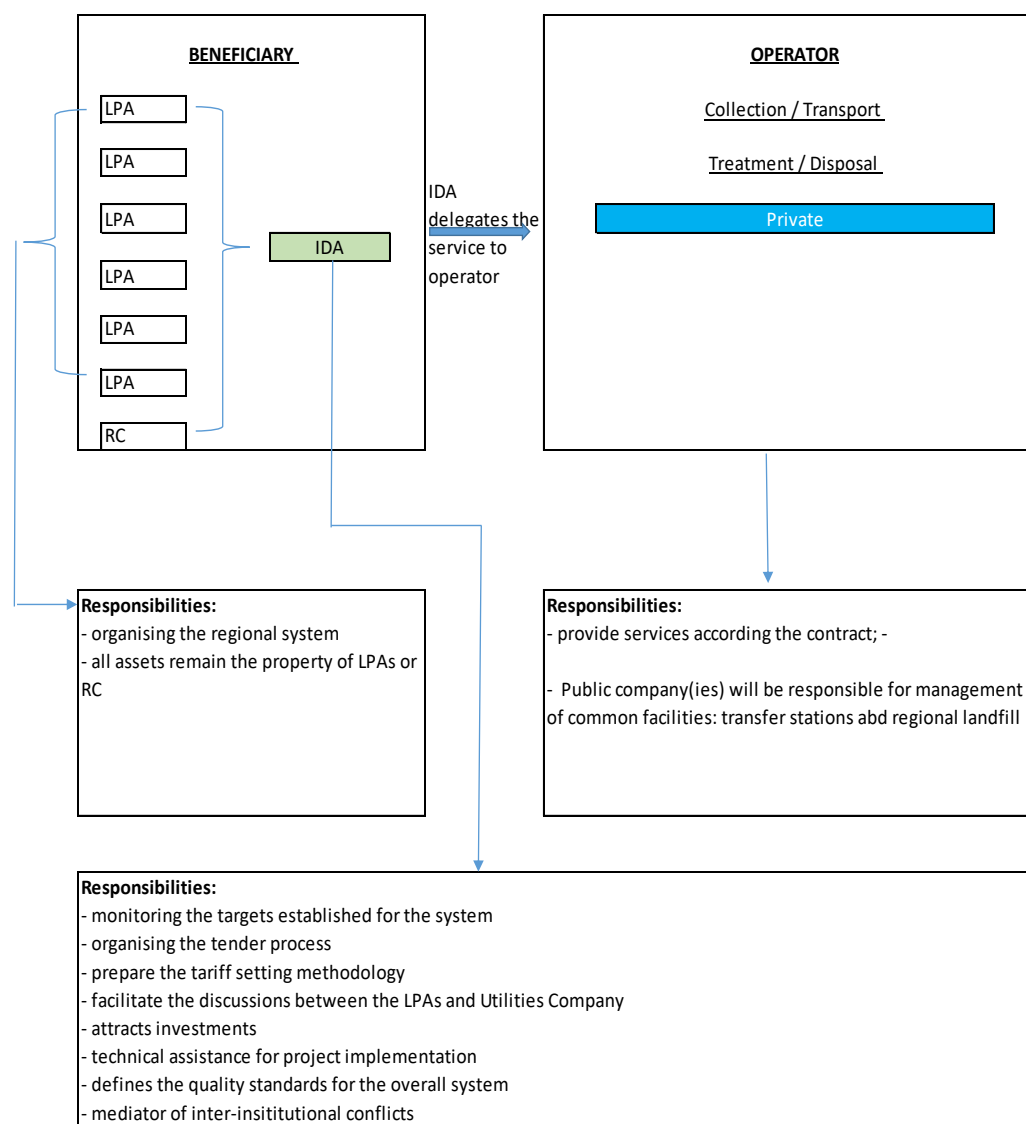 BENEFICIARY
LPA
LPA
LPA
LPA
LPA
LPA
RC
IDA
IDA
delegates the
service to
operator
OPERATOR
Collection / Transport
Treatment / Disposal
Private
Responsibilities:
- organising the regional system
- all assets remain the property of LPAs or
RC
Responsibilities:
- provide services according the contract; -
-  Public company(ies) will be responsible for management
of common facilities: transfer stations abd regional landfill
Responsibilities:
- monitoring the targets established for the system
- organising the tender process
- prepare the tariff setting methodology
- facilitate the discussions between the LPAs and Utilities Company
- attracts investments
- technical assistance for project implementation
- defines the quality standards for the overall system
- mediator of inter-insititutional conflicts